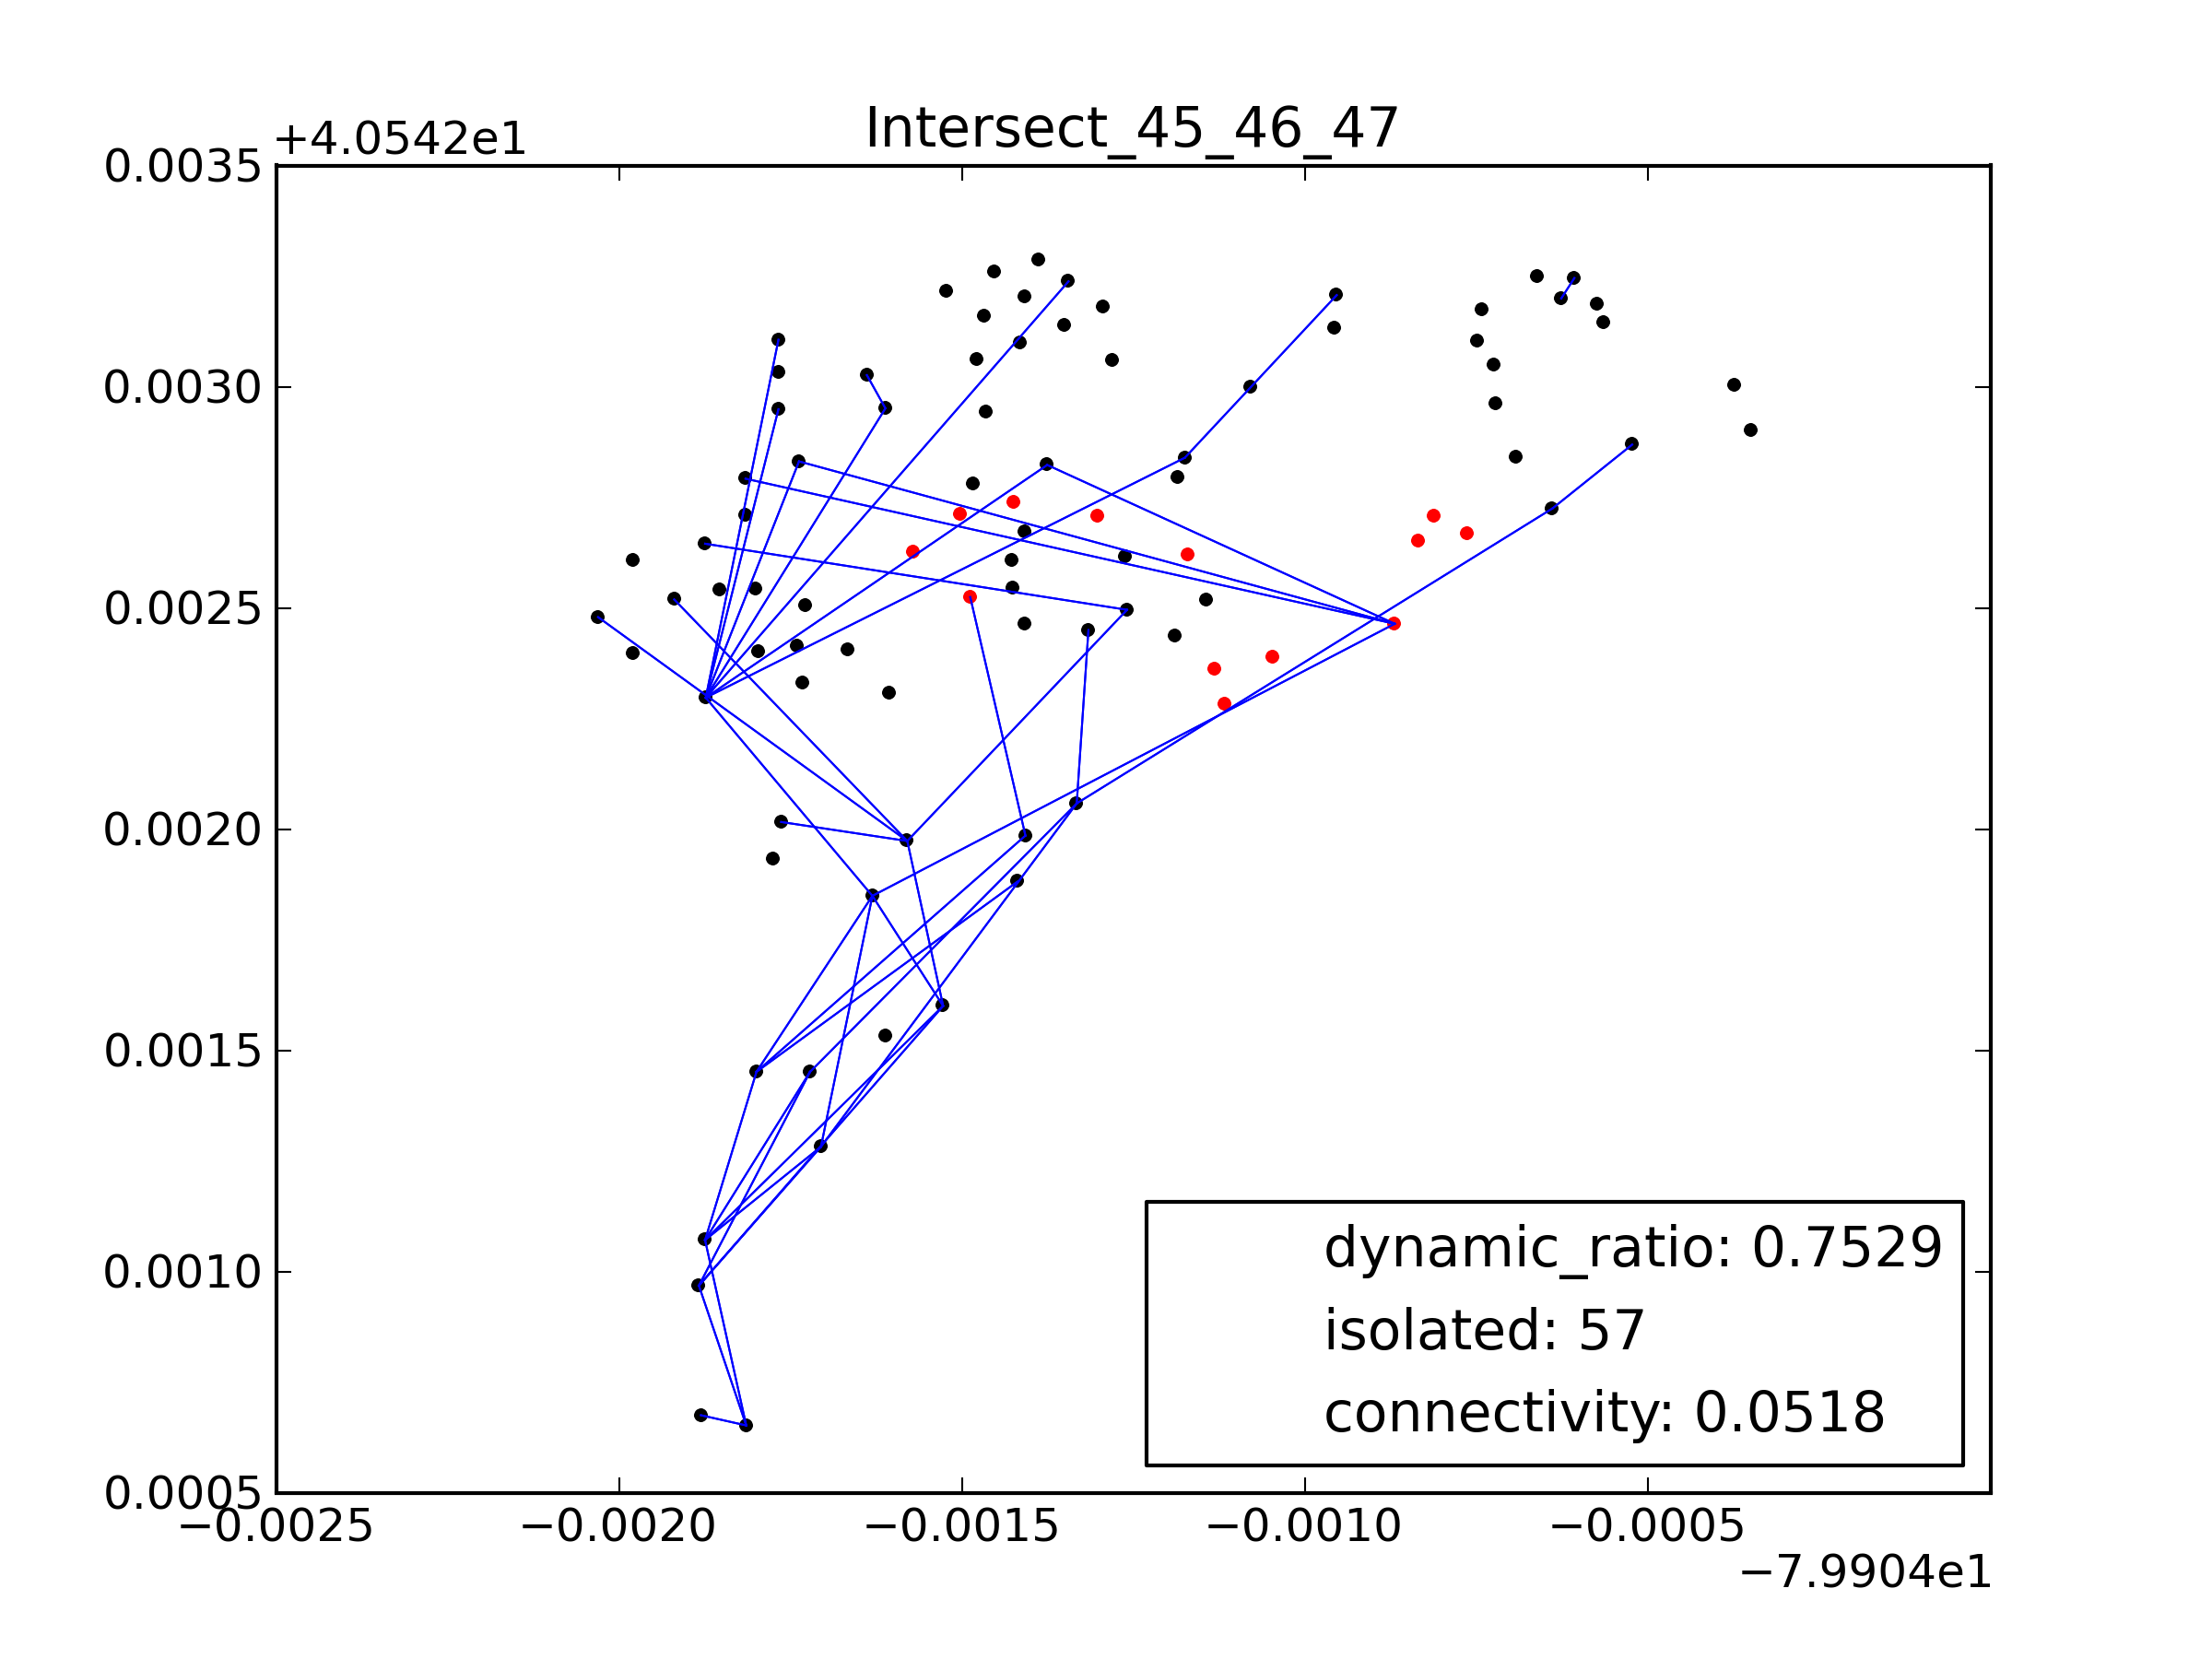 Intersect_45_46_47
+4.0542e1
0.0035
0.0030
0.0025
0.0020
0.0015
0.0010
0.0005
dynamic_ratio: 0.7529
isolated: 57
connectivity: 0.0518
−0.0025 −0.0020 −0.0015 −0.0010 −0.0005
−7.9904e1